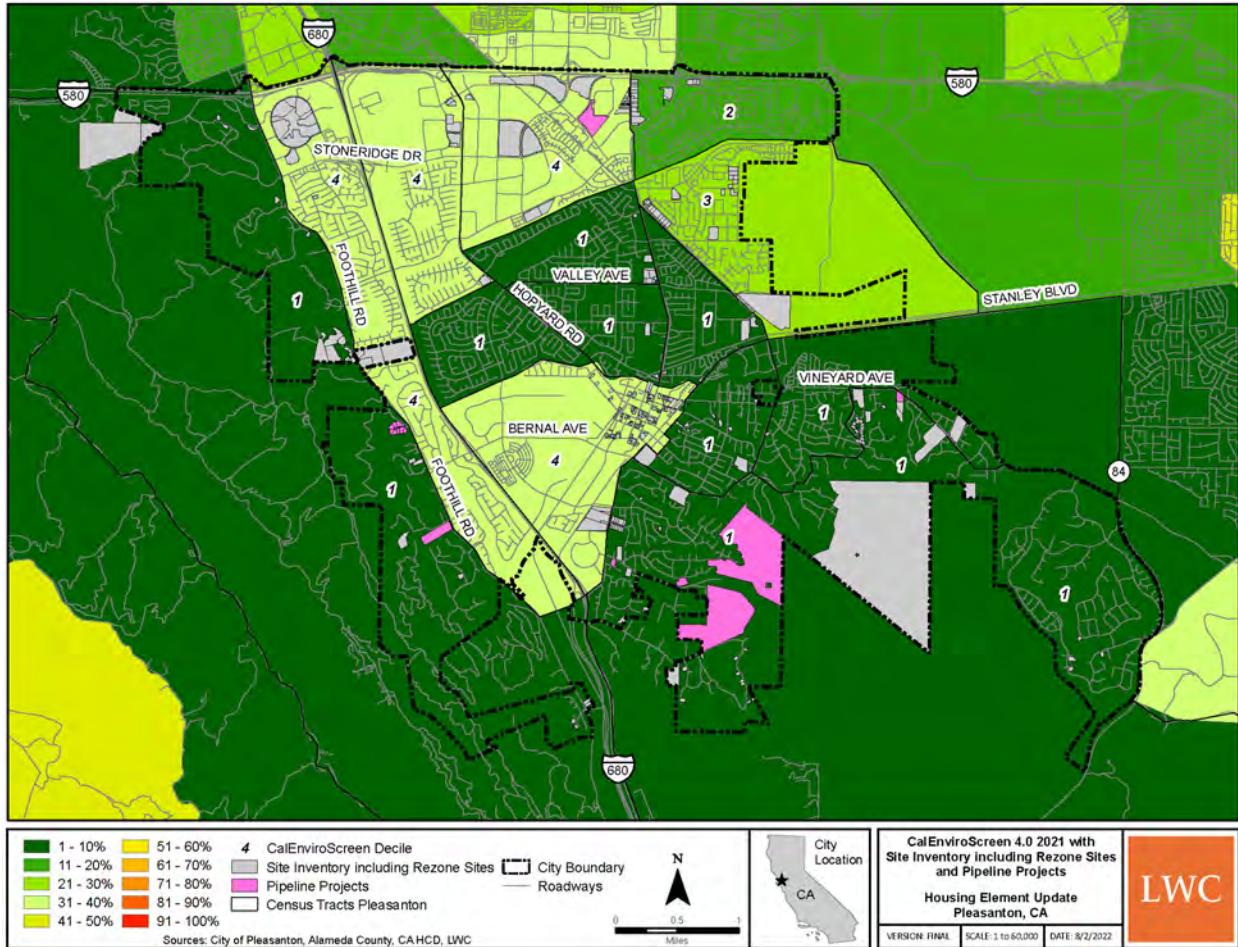 680
580
580
2
STONERIDGE DR
4
4
4
3
1
FOOTHILL RD
VALLEY AVE
HOPYARD RD
STANLEY BLVD
1
1
1
1
VINEYARD AVE
4
1
BERNAL AVE
1
4
1
84
1
FOOTHILL RD
1
1
680
1 - 10%
11 - 20%
21 - 30%
31 - 40%
41 - 50%
51 - 60%
61 - 70%
71 - 80%
81 - 90%
91 - 100%
4 CalEnviroScreen Decile
Site Inventory including Rezone Sites
Pipeline Projects
Census Tracts Pleasanton
City Boundary
Roadways
Sources: City of Pleasanton, Alameda County, CA HCD, LWC
N
0 0.5 1
Miles
City
Location
CA
CalEnviroScreen 4.0 2021 with
Site Inventory including Rezone Sites
and Pipeline Projects
Housing Element Update
Pleasanton, CA
VERSION: FINAL SCALE: 1 to 60,000 DATE: 8/2/2022
LWC